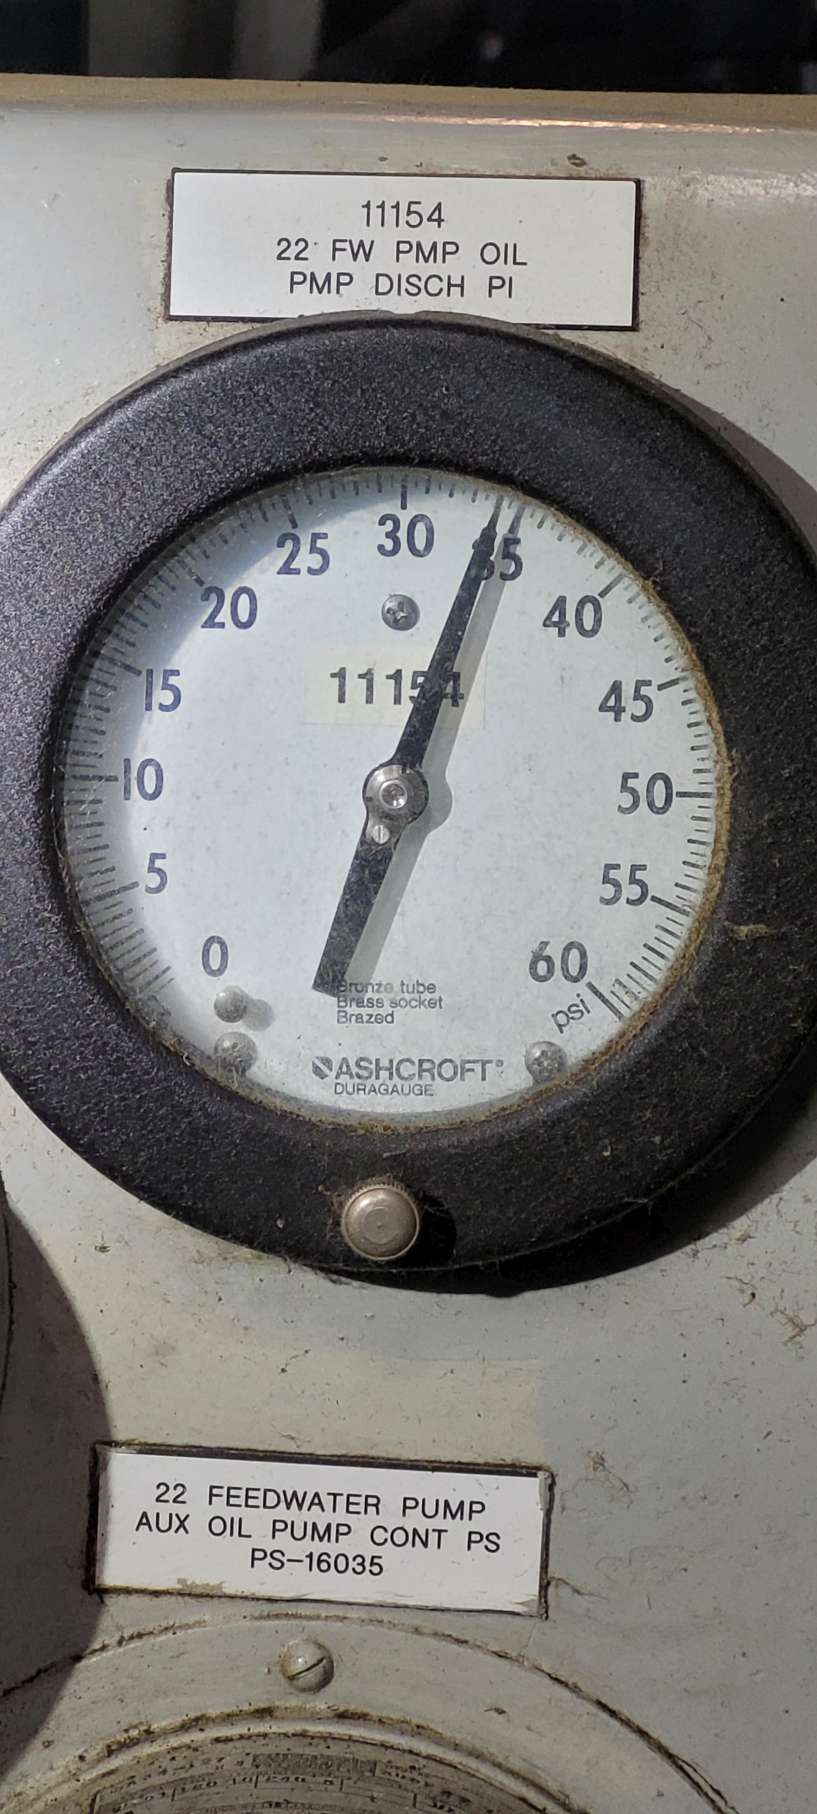 11154
22 FW PMP OIL
PMP DISCH PI
0
5
10
15
20
25
30
35
40
45
50
55
60
psi
11154
Bronze tube
Brass socket
Brazed
ASHCROFT®
DURAGAUGE
22 FEEDWATER PUMP
AUX OIL PUMP CONT PS
PS-16035